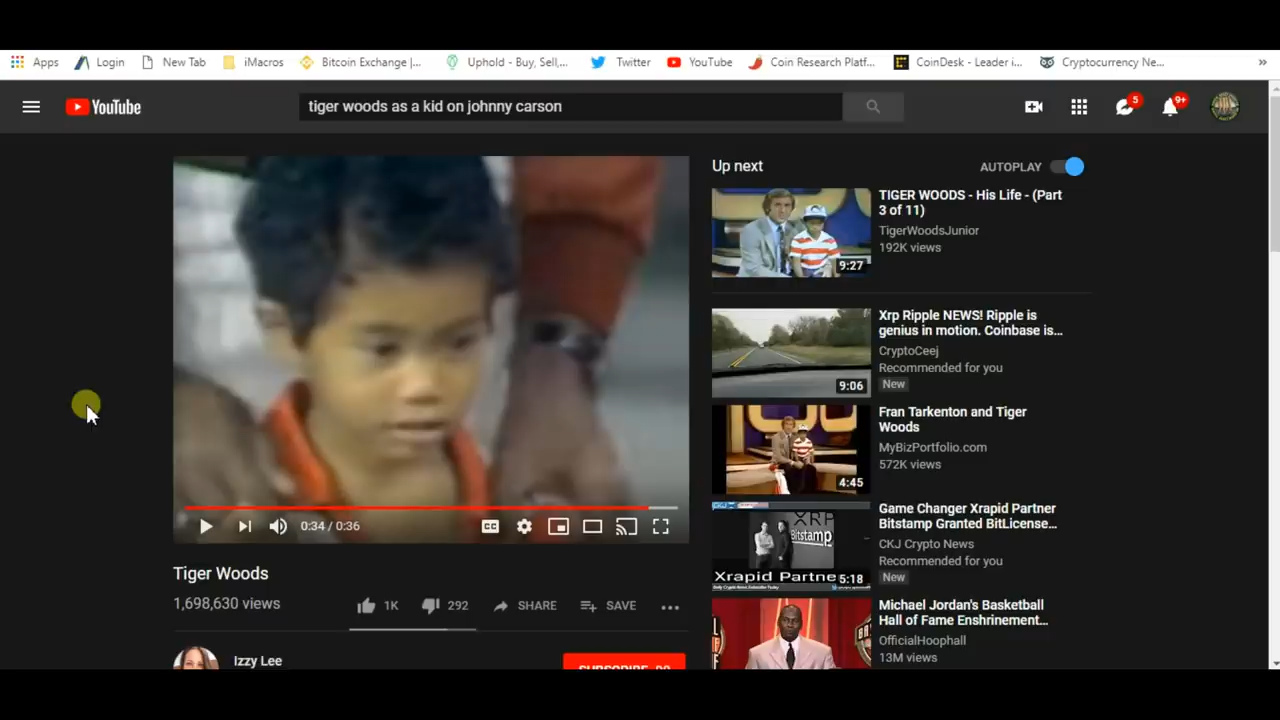 Apps Login New Tab iMacros Bitcoin Exchange |... Uphold - Buy, Sell,... Twitter YouTube Coin Research Platf... CoinDesk - Leader i... Cryptocurrency Ne... »
YouTube tiger woods as a kid on johnny carson 5 9+
Up next AUTOPLAY
TIGER WOODS - His Life - (Part
3 of 11)
TigerWoodsJunior
192K views
9:27
Xrp Ripple NEWS! Ripple is
genius in motion. Coinbase is...
CryptoCeej
Recommended for you
New
9:06
Fran Tarkenton and Tiger
Woods
MyBizPortfolio.com
572K views
4:45
Game Changer Xrapid Partner
Bitstamp Granted BitLicense...
CKJ Crypto News
Recommended for you
New
XRP
Bitstamp
Xrapid Partne
5:18
Michael Jordan's Basketball
Hall of Fame Enshrinement...
OfficialHoophall
13M views
0:34 / 0:36 CC
Tiger Woods
1,698,630 views 1K 292 SHARE SAVE
Izzy Lee
SUBSCRIBE